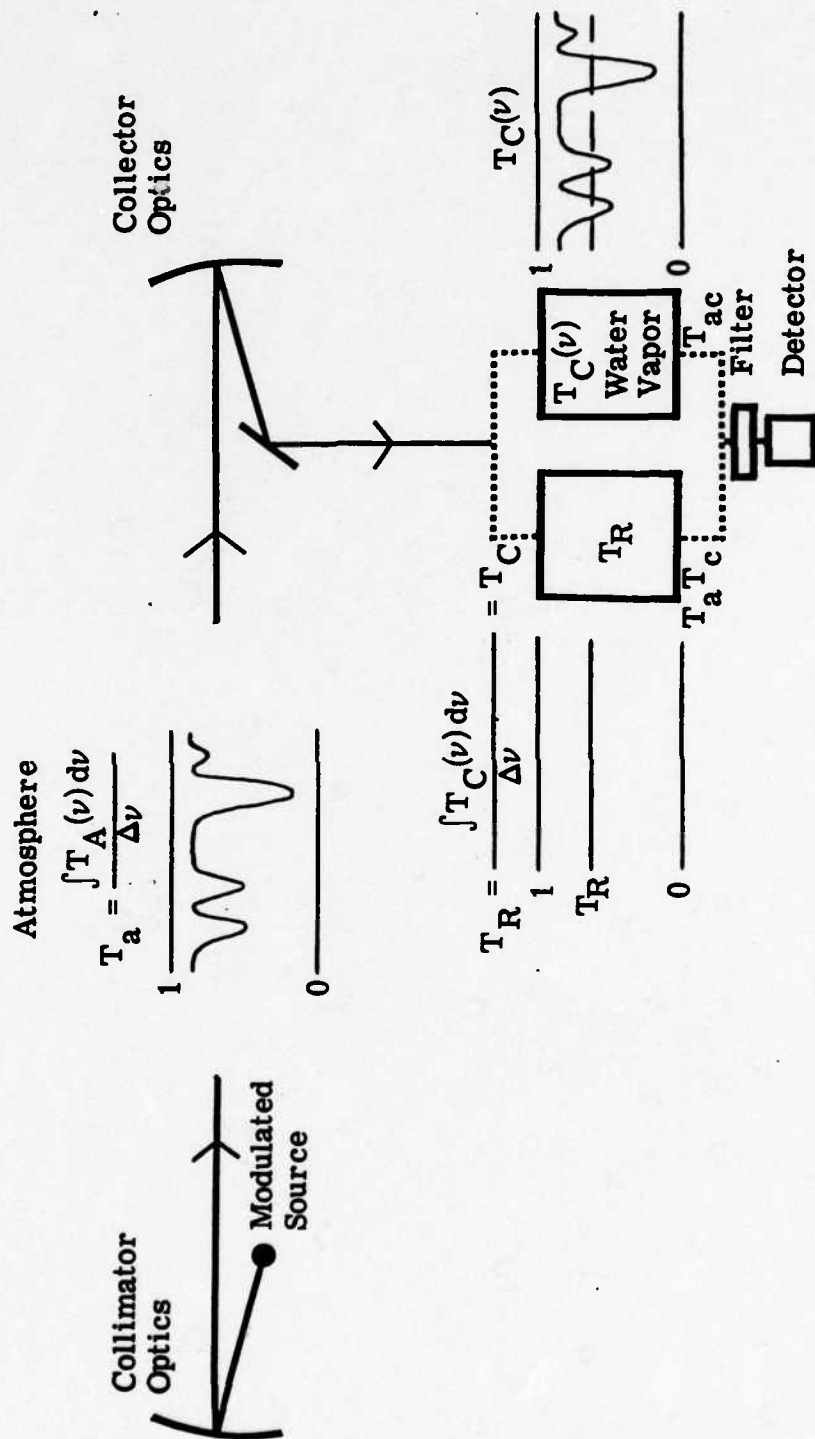 Collimator
Optics
Modulated
Source
Atmosphere
T_a = ∫T_A(ν) dν / Δν
1
0
Collector
Optics
T_R = ∫T_C(ν) dν / Δν = T_C
1
T_R
0
T_R
T_a T_c
T_C(ν)
Water
Vapor
T_ac
Filter
Detector
T_C(ν)
1
0